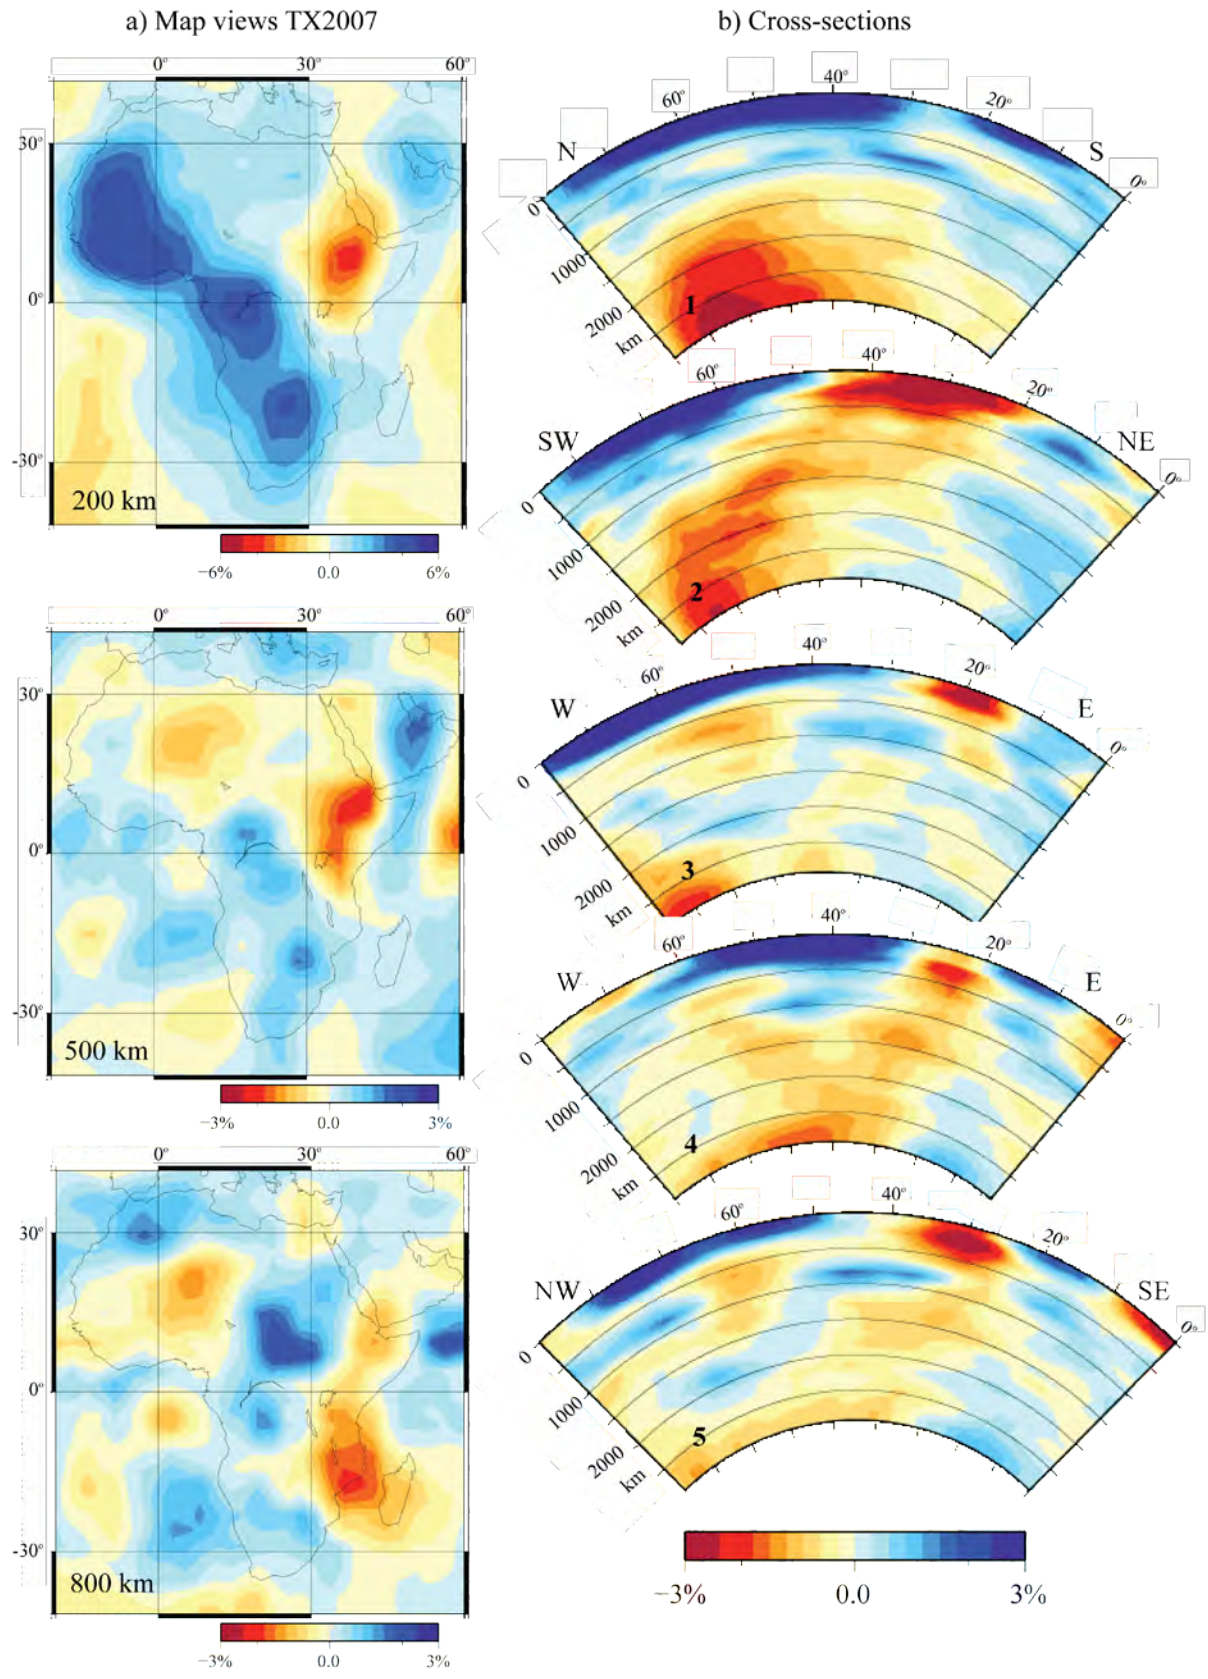 a) Map views TX2007
0° 30° 60°
30°
0°
-30°
200 km
−6% 0.0 6%
0° 30° 60°
30°
0°
-30°
500 km
−3% 0.0 3%
0° 30° 60°
30°
0°
-30°
800 km
−3% 0.0 3%
b) Cross-sections
60° 40° 20° 0°
N S
0 1000 2000 km
1
60° 40° 20° 0°
SW NE
0 1000 2000 km
2
60° 40° 20° 0°
W E
0 1000 2000 km
3
60° 40° 20° 0°
W E
0 1000 2000 km
4
60° 40° 20° 0°
NW SE
0 1000 2000 km
5
−3% 0.0 3%